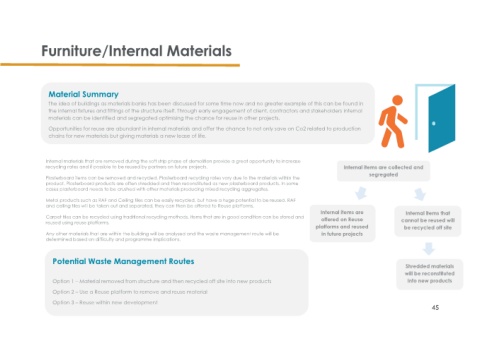 Furniture/Internal Materials
Material Summary
The idea of buildings as materials banks has been discussed for some time now and no greater example of this can be found in
the internal fixtures and fittings of the structure itself. Through early engagement of client, contractors and stakeholders internal
materials can be identified and segregated optimising the chance for reuse in other projects.
Opportunities for reuse are abundant in internal materials and offer the chance to not only save on Co2 related to production
chains for new materials but giving materials a new lease of life.
Internal materials that are removed during the soft strip phase of demolition provide a great opportunity to increase
recycling rates and if possible to be reused by partners on future projects.
Plasterboard items can be removed and recycled. Plasterboard recycling rates vary due to the materials within the
product. Plasterboard products are often shredded and then reconstituted as new plasterboard products. In some
cases plasterboard needs to be crushed with other materials producing mixed recycling aggregates.
Metal products such as RAF and Ceiling tiles can be easily recycled, but have a huge potential to be reused. RAF
and ceiling tiles will be taken out and separated, they can then be offered to Reuse platforms.
Carpet tiles can be recycled using traditional recycling methods. Items that are in good condition can be stored and
reused using reuse platforms.
Any other materials that are within the building will be analysed and the waste management route will be
determined based on difficulty and programme implications.
Internal items are collected and
segregated
Internal items are
offered on Reuse
platforms and reused
in future projects
Internal items that
cannot be reused will
be recycled off site
Shredded materials
will be reconstituted
into new products
Potential Waste Management Routes
Option 1 - Material removed from structure and then recycled off site into new products
Option 2 – Use a Reuse platform to remove and reuse material
Option 3 - Reuse within new development
45